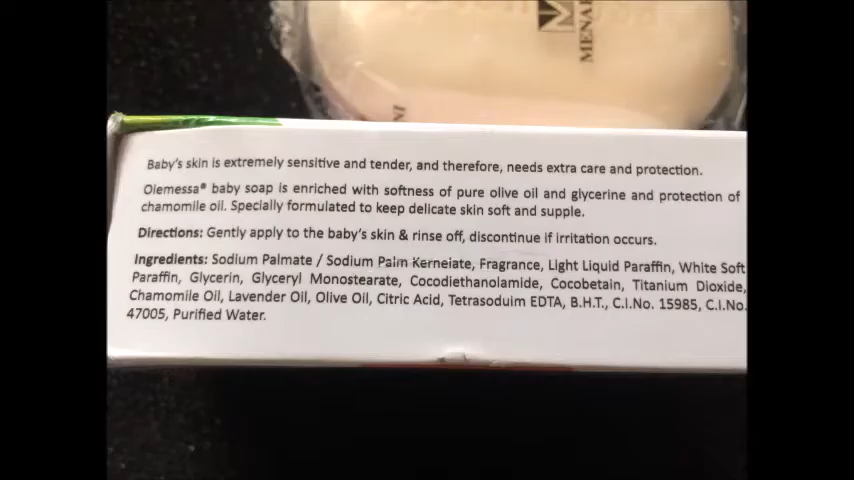 MENAR
NI
Baby's skin is extremely sensitive and tender, and therefore, needs extra care and protection.
Olemessa® baby soap is enriched with softness of pure olive oil and glycerine and protection of
chamomile oil. Specially formulated to keep delicate skin soft and supple.
Directions: Gently apply to the baby's skin & rinse off, discontinue if irritation occurs.
Ingredients: Sodium Palmate / Sodium Palm Kerneiate, Fragrance, Light Liquid Paraffin, White Soft
Paraffin, Glycerin, Glyceryl Monostearate, Cocodiethanolamide, Cocobetain, Titanium Dioxide,
Chamomile Oil, Lavender Oil, Olive Oil, Citric Acid, Tetrasoduim EDTA, B.H.T., C.I.No. 15985, C.I.No.
47005, Purified Water.